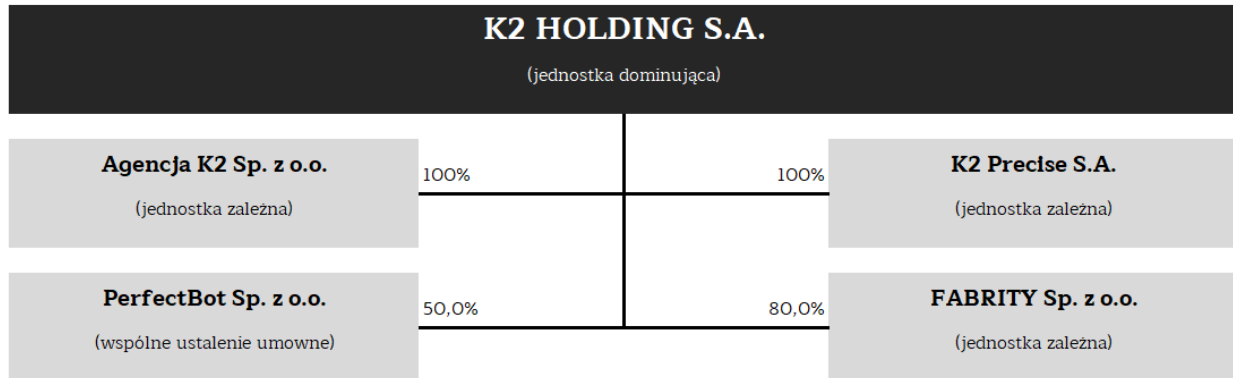 K2 HOLDING S.A.
(jednostka dominująca)
Agencja K2 Sp. z o.o.
(jednostka zależna)
100%
100%
K2 Precise S.A.
(jednostka zależna)
PerfectBot Sp. z o.o.
(wspólne ustalenie umowne)
50,0%
80,0%
FABRITY Sp. z o.o.
(jednostka zależna)